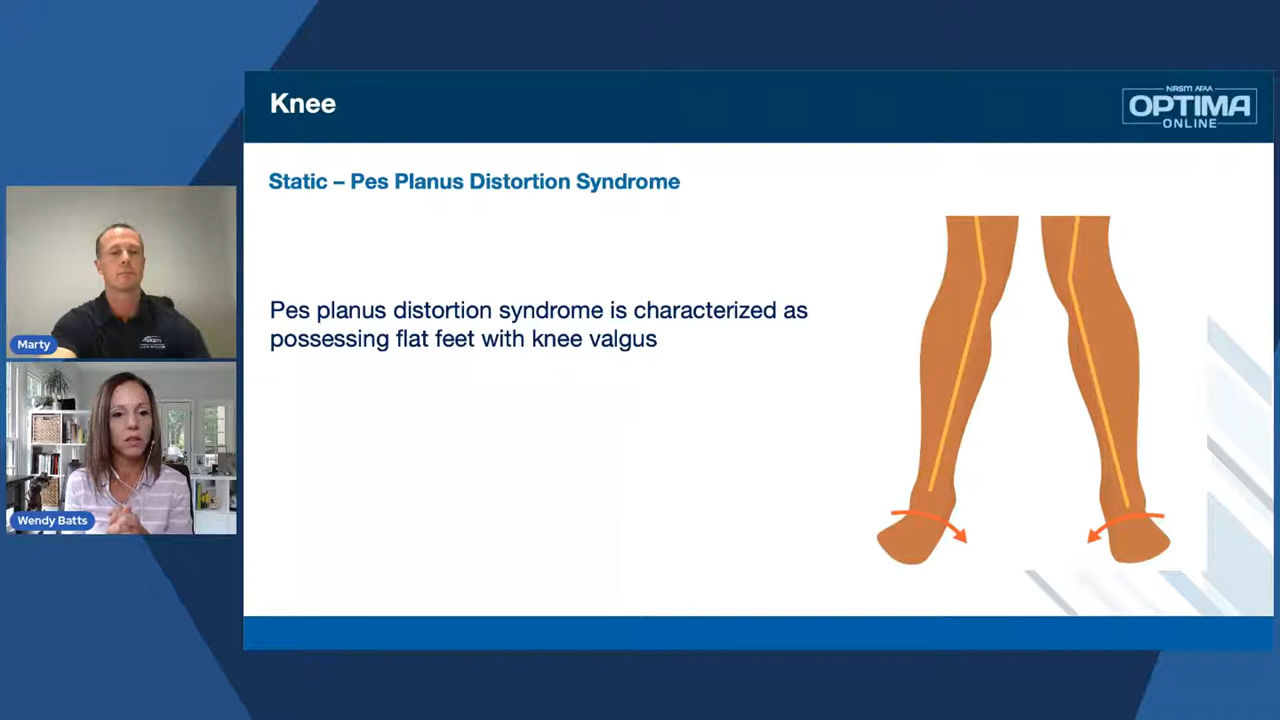 Knee
NASM AFAA
OPTIMA
ONLINE
Static – Pes Planus Distortion Syndrome
Pes planus distortion syndrome is characterized as
possessing flat feet with knee valgus
Marty
Wendy Batts